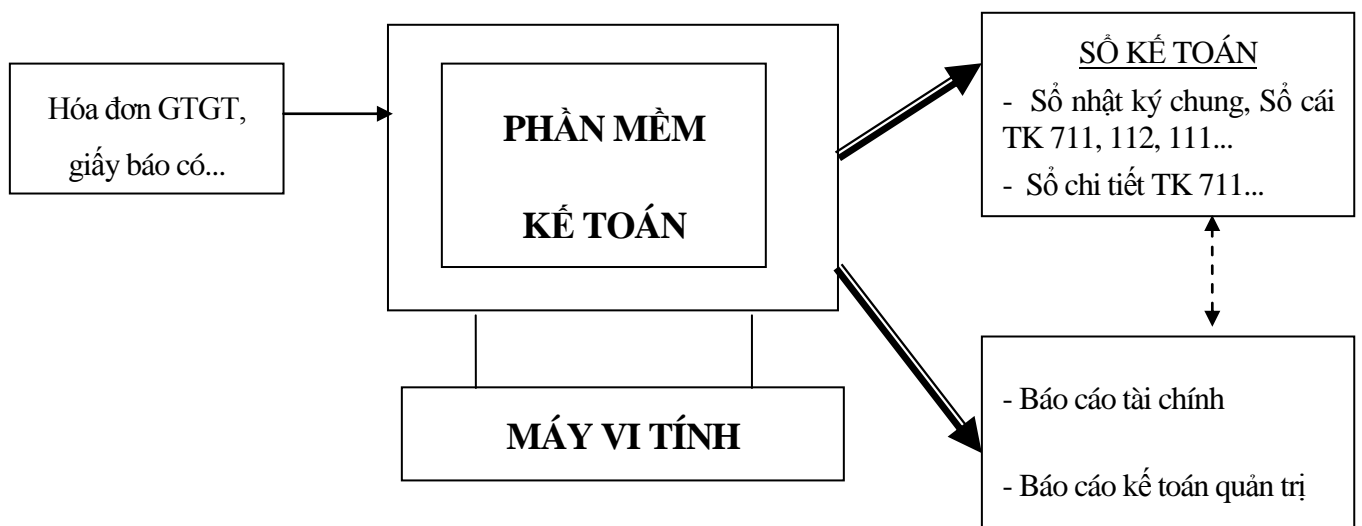 Hóa đơn GTGT,
giấy báo có...
PHẦN MỀM
KẾ TOÁN
MÁY VI TÍNH
SỔ KẾ TOÁN
- Sổ nhật ký chung, Sổ cái
TK 711, 112, 111...
- Sổ chi tiết TK 711...
- Báo cáo tài chính
- Báo cáo kế toán quản trị